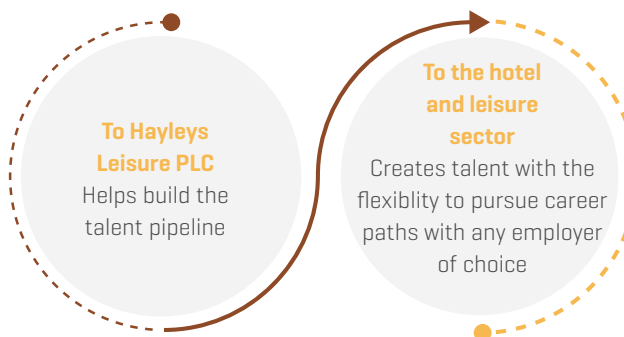 To Hayleys
Leisure PLC
Helps build the
talent pipeline
To the hotel
and leisure
sector
Creates talent with the
flexiblity to pursue career
paths with any employer
of choice